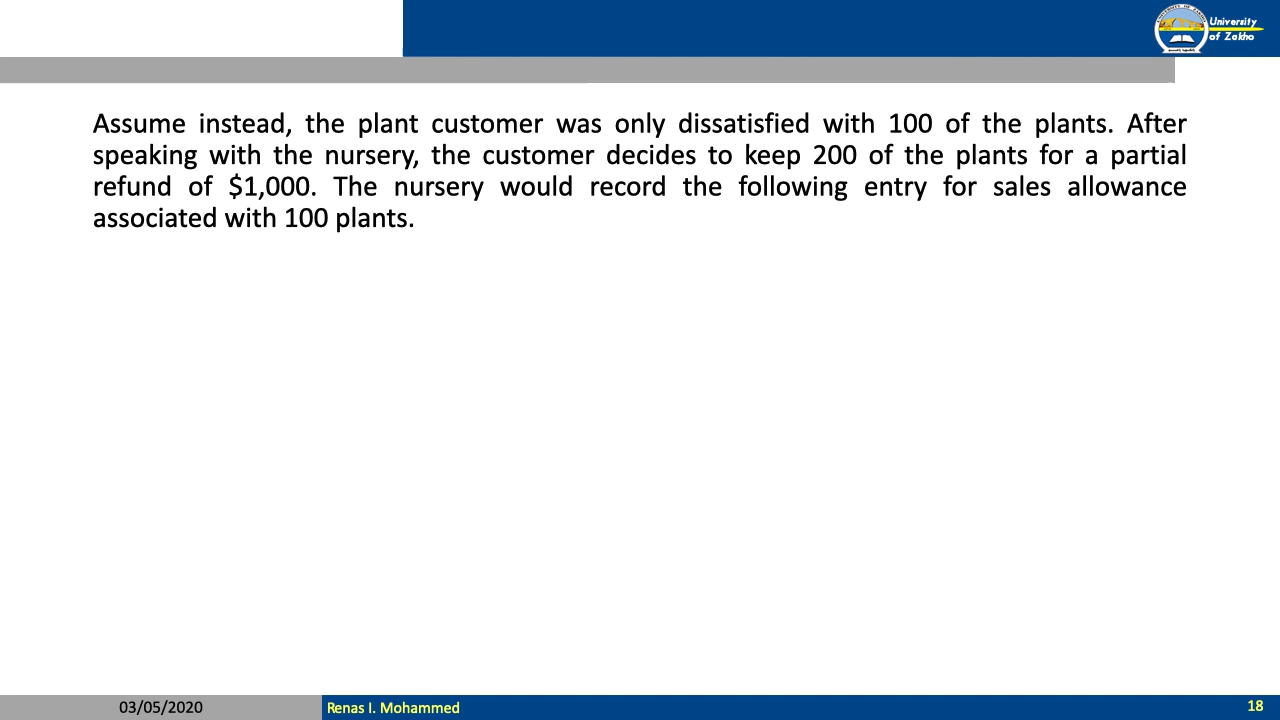 University
of Zakho
Assume instead, the plant customer was only dissatisfied with 100 of the plants. After
speaking with the nursery, the customer decides to keep 200 of the plants for a partial
refund of $1,000. The nursery would record the following entry for sales allowance
associated with 100 plants.
03/05/2020
Renas I. Mohammed
18